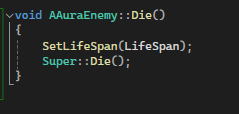 void AAuraEnemy::Die()
{
SetLifeSpan(LifeSpan);
Super::Die();
}